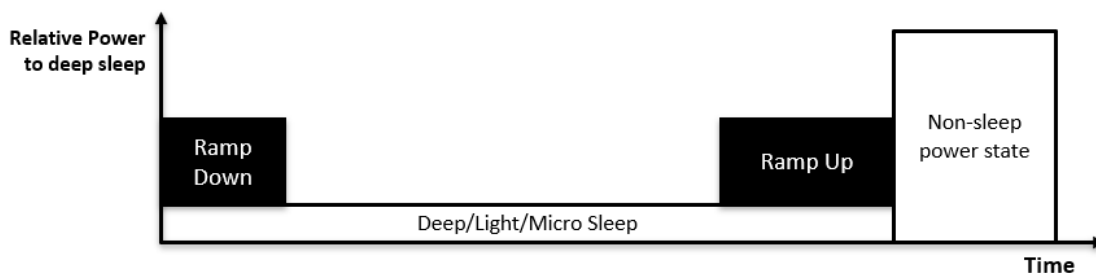 Relative Power
to deep sleep
Ramp
Down
Ramp Up
Non-sleep
power state
Deep/Light/Micro Sleep
Time